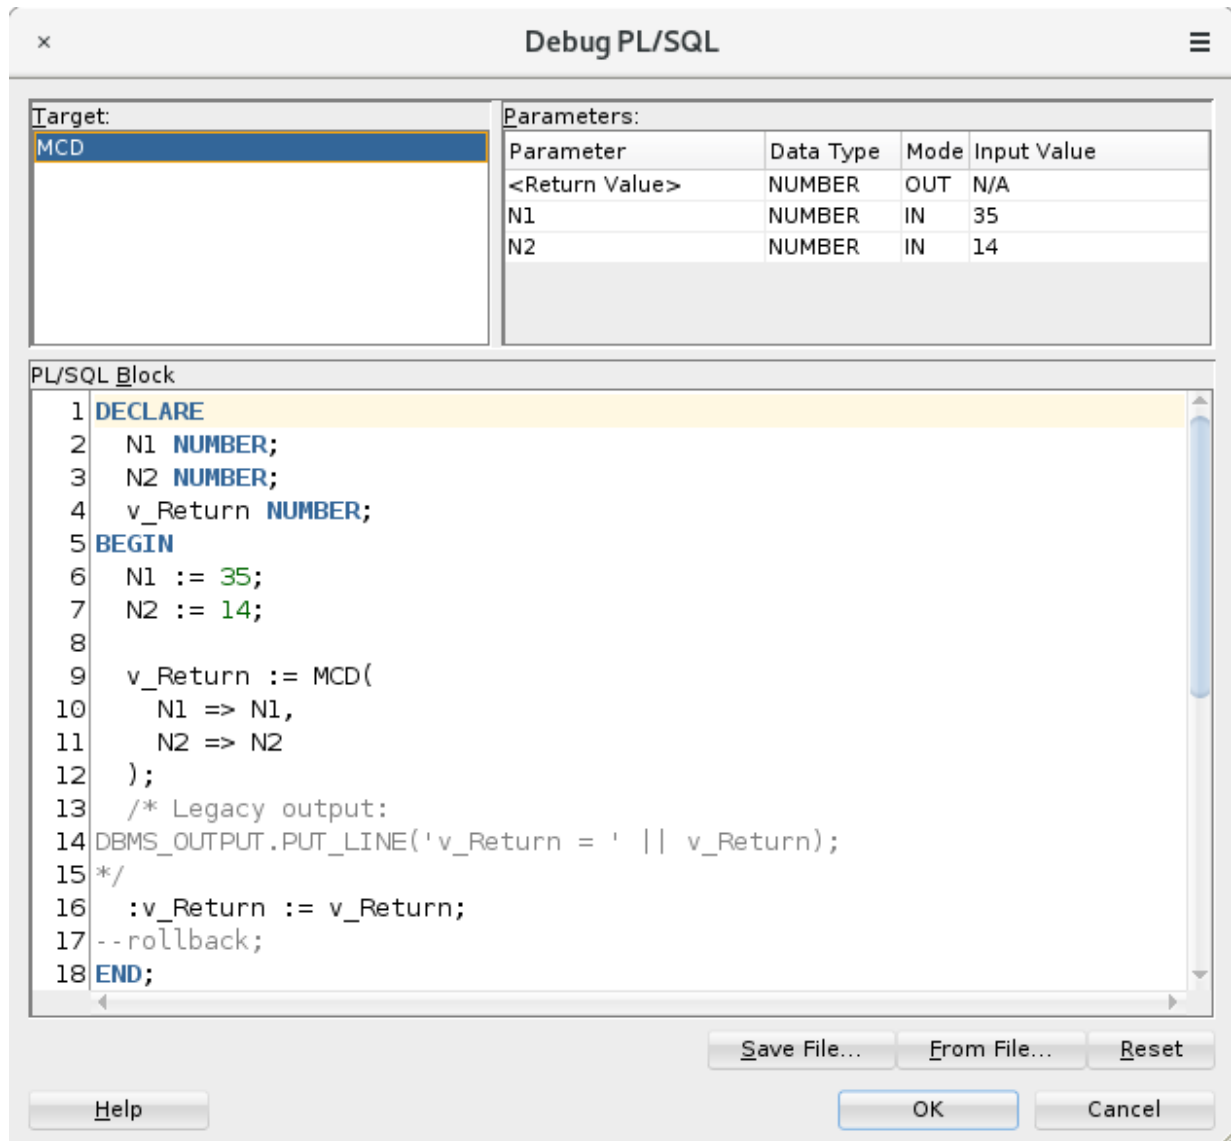 × Debug PL/SQL ≡
Target:
MCD
Parameters:
Parameter Data Type Mode Input Value
<Return Value> NUMBER OUT N/A
N1 NUMBER IN 35
N2 NUMBER IN 14
PL/SQL Block
1 DECLARE
2 N1 NUMBER;
3 N2 NUMBER;
4 v_Return NUMBER;
5 BEGIN
6 N1 := 35;
7 N2 := 14;
8
9 v_Return := MCD(
10 N1 => N1,
11 N2 => N2
12 );
13 /* Legacy output:
14 DBMS_OUTPUT.PUT_LINE('v_Return = ' || v_Return);
15 */
16 :v_Return := v_Return;
17 --rollback;
18 END;
Save File... From File... Reset
Help OK Cancel